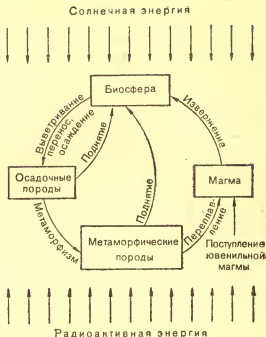 Солнечная энергия
Биосфера
Выветривание
перенос,
осаждение
Поднятие
Извержение
Осадочные
породы
Магма
Метаморфизм
Поднятие
Метаморфические
породы
Переплав-
ление
Поступление
ювенильной
магмы
Радиоактивная энергия